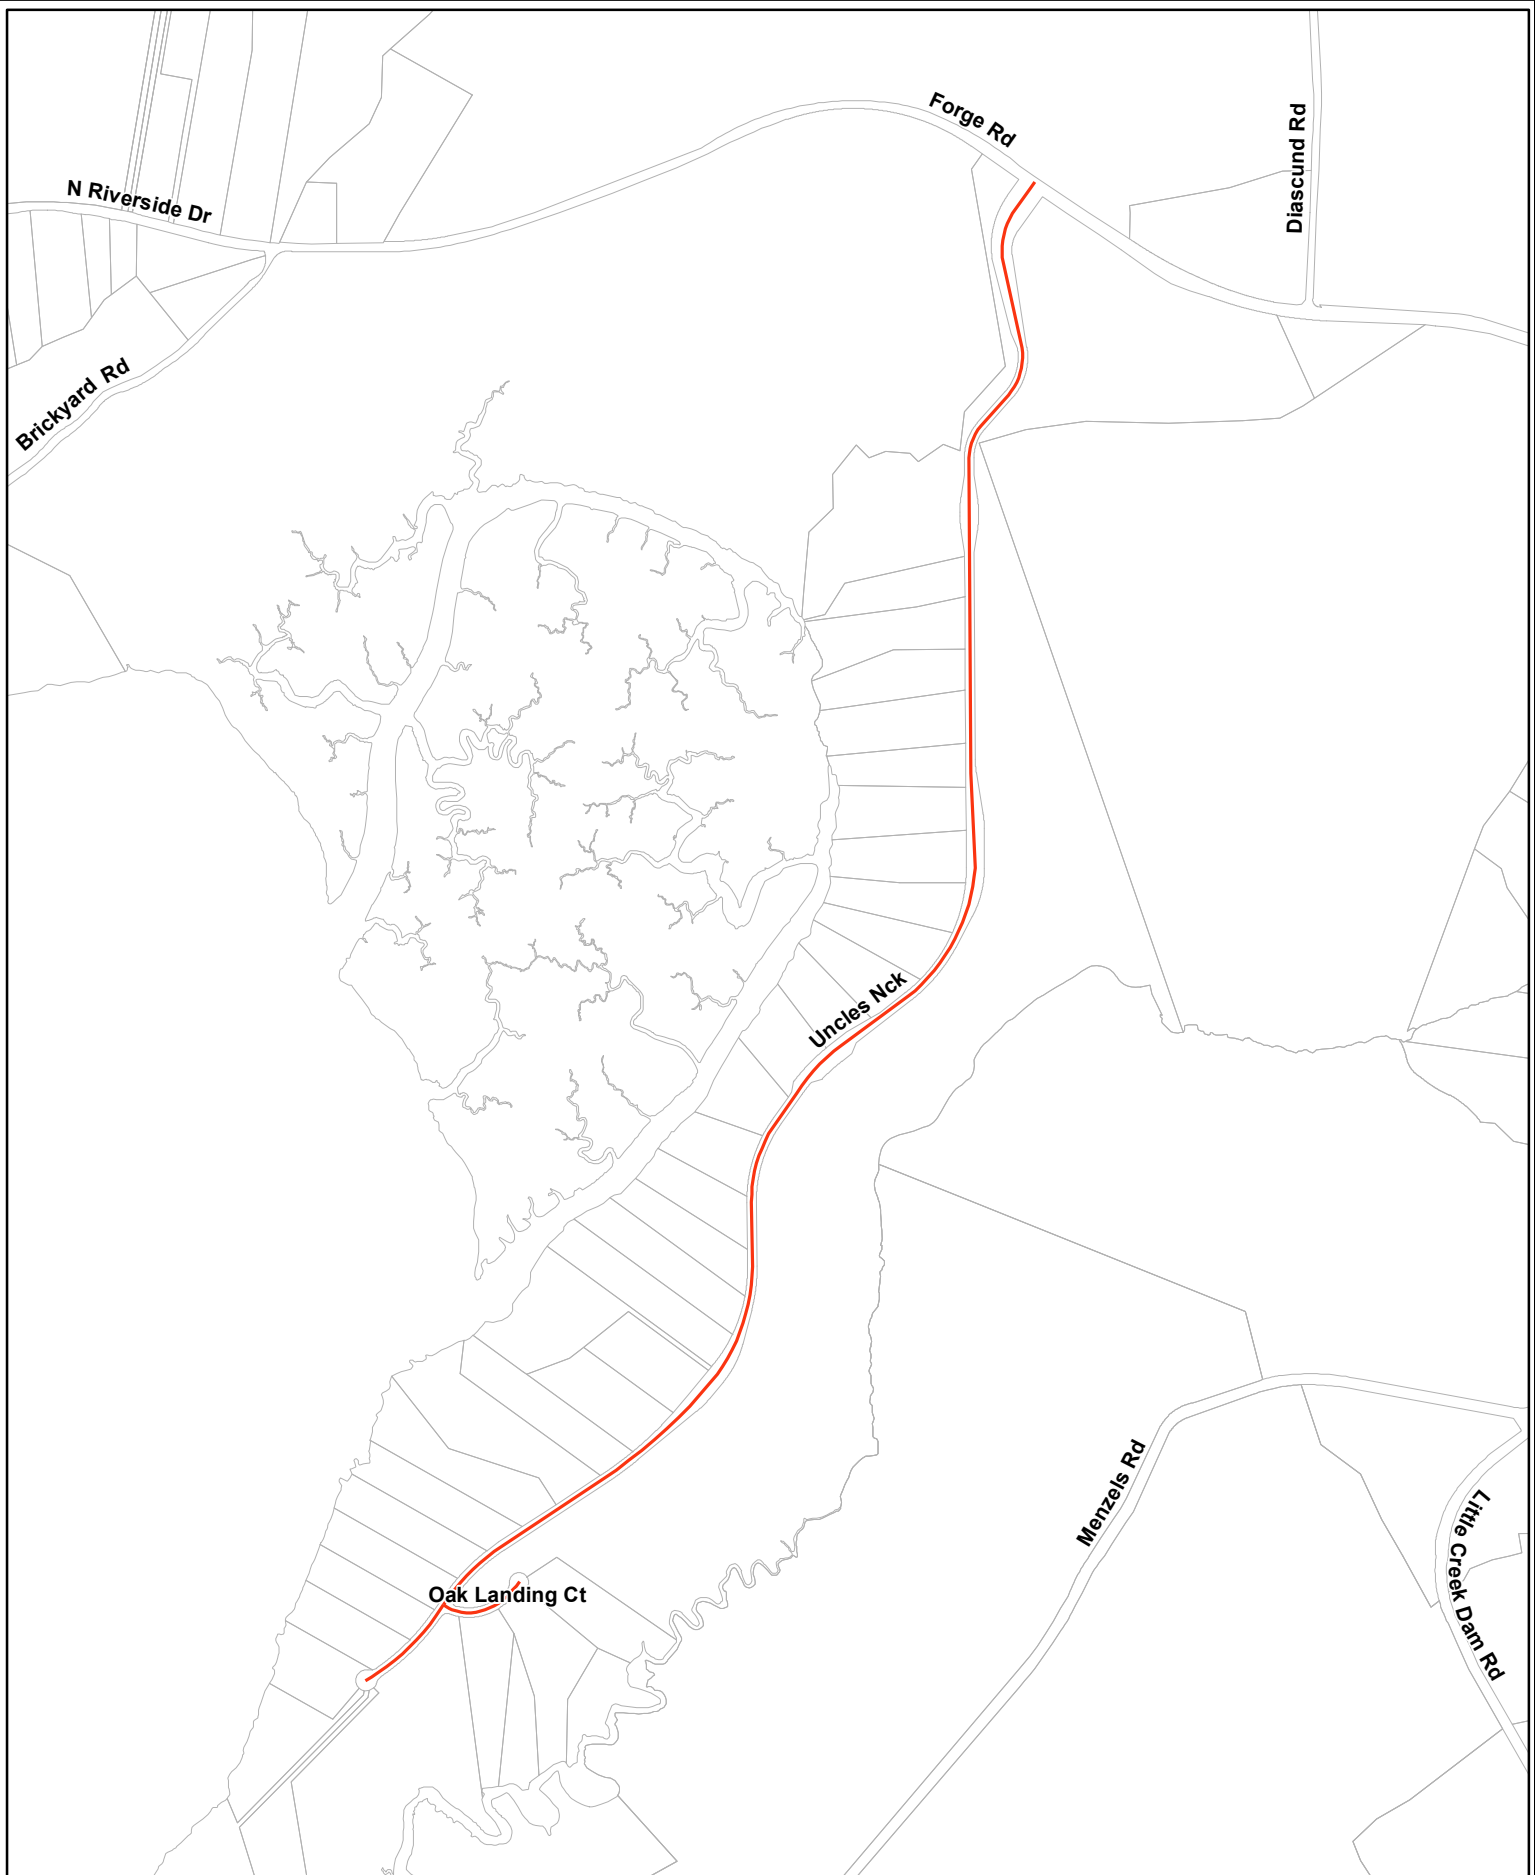 Forge Rd
Diascund Rd
N Riverside Dr
Brickyard Rd
Uncles Nck
Menzels Rd
Little Creek Dam Rd
Oak Landing Ct